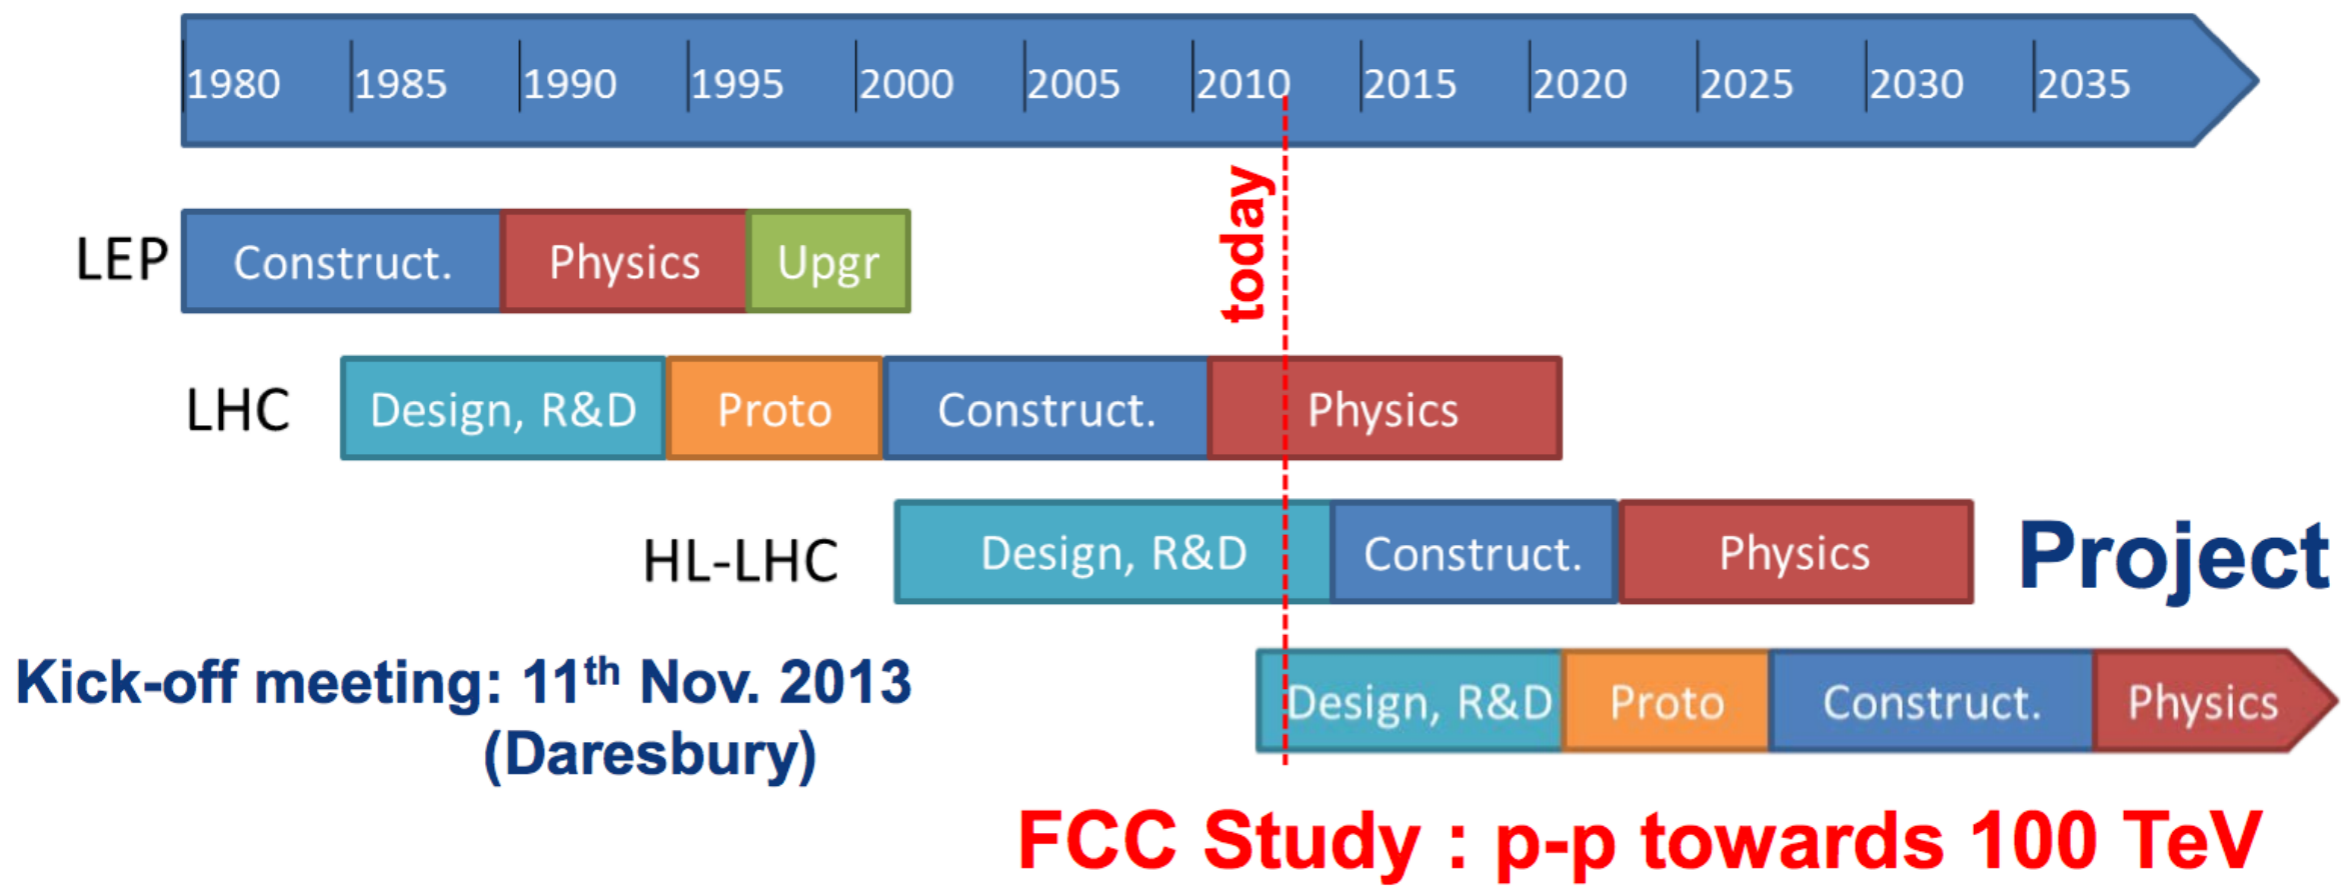 1980 1985 1990 1995 2000 2005 2010 2015 2020 2025 2030 2035
today
LEP Construct. Physics Upgr
LHC Design, R&D Proto Construct. Physics
HL-LHC Design, R&D Construct. Physics Project
Design, R&D Proto Construct. Physics
Kick-off meeting: 11th Nov. 2013
(Daresbury)
FCC Study : p-p towards 100 TeV